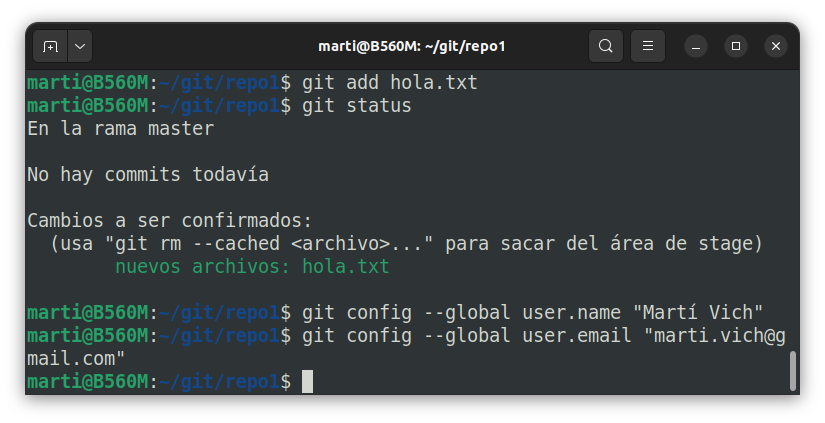 marti@B560M: ~/git/repo1
marti@B560M:~/git/repo1$ git add hola.txt
marti@B560M:~/git/repo1$ git status
En la rama master
No hay commits todavía
Cambios a ser confirmados:
  (usa "git rm --cached <archivo>..." para sacar del área de stage)
        nuevos archivos: hola.txt
marti@B560M:~/git/repo1$ git config --global user.name "Martí Vich"
marti@B560M:~/git/repo1$ git config --global user.email "marti.vich@g
mail.com"
marti@B560M:~/git/repo1$